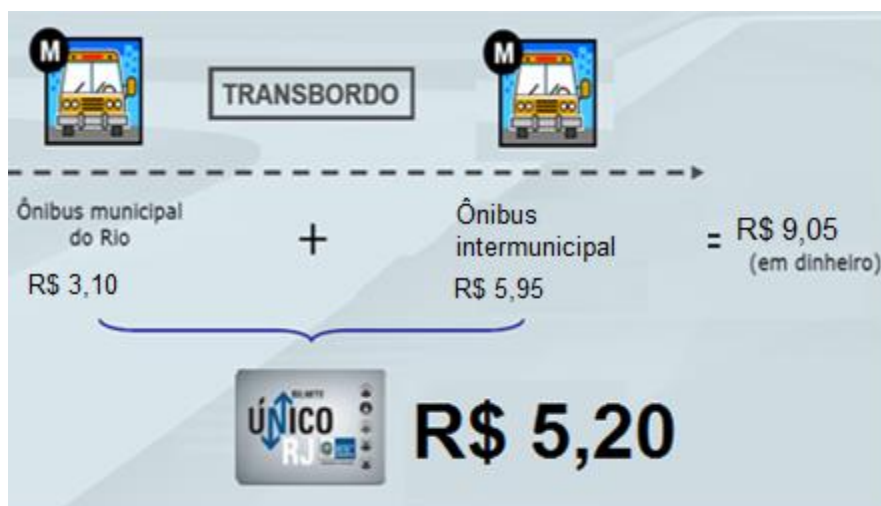 M
M
TRANSBORDO
Ônibus municipal
do Rio
R$ 3,10
+
Ônibus
intermunicipal
R$ 5,95
= R$ 9,05
(em dinheiro)
BILHETE
ÚNICO
RJ
R$ 5,20